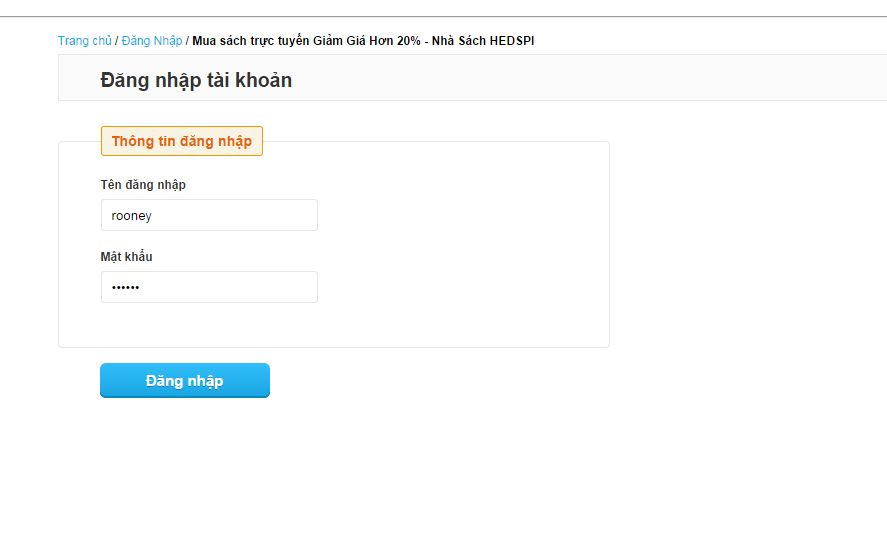 Trang chủ / Đăng Nhập / Mua sách trực tuyến Giảm Giá Hơn 20% - Nhà Sách HEDSPI
Đăng nhập tài khoản
Thông tin đăng nhập
Tên đăng nhập
rooney
Mật khẩu
••••••
Đăng nhập